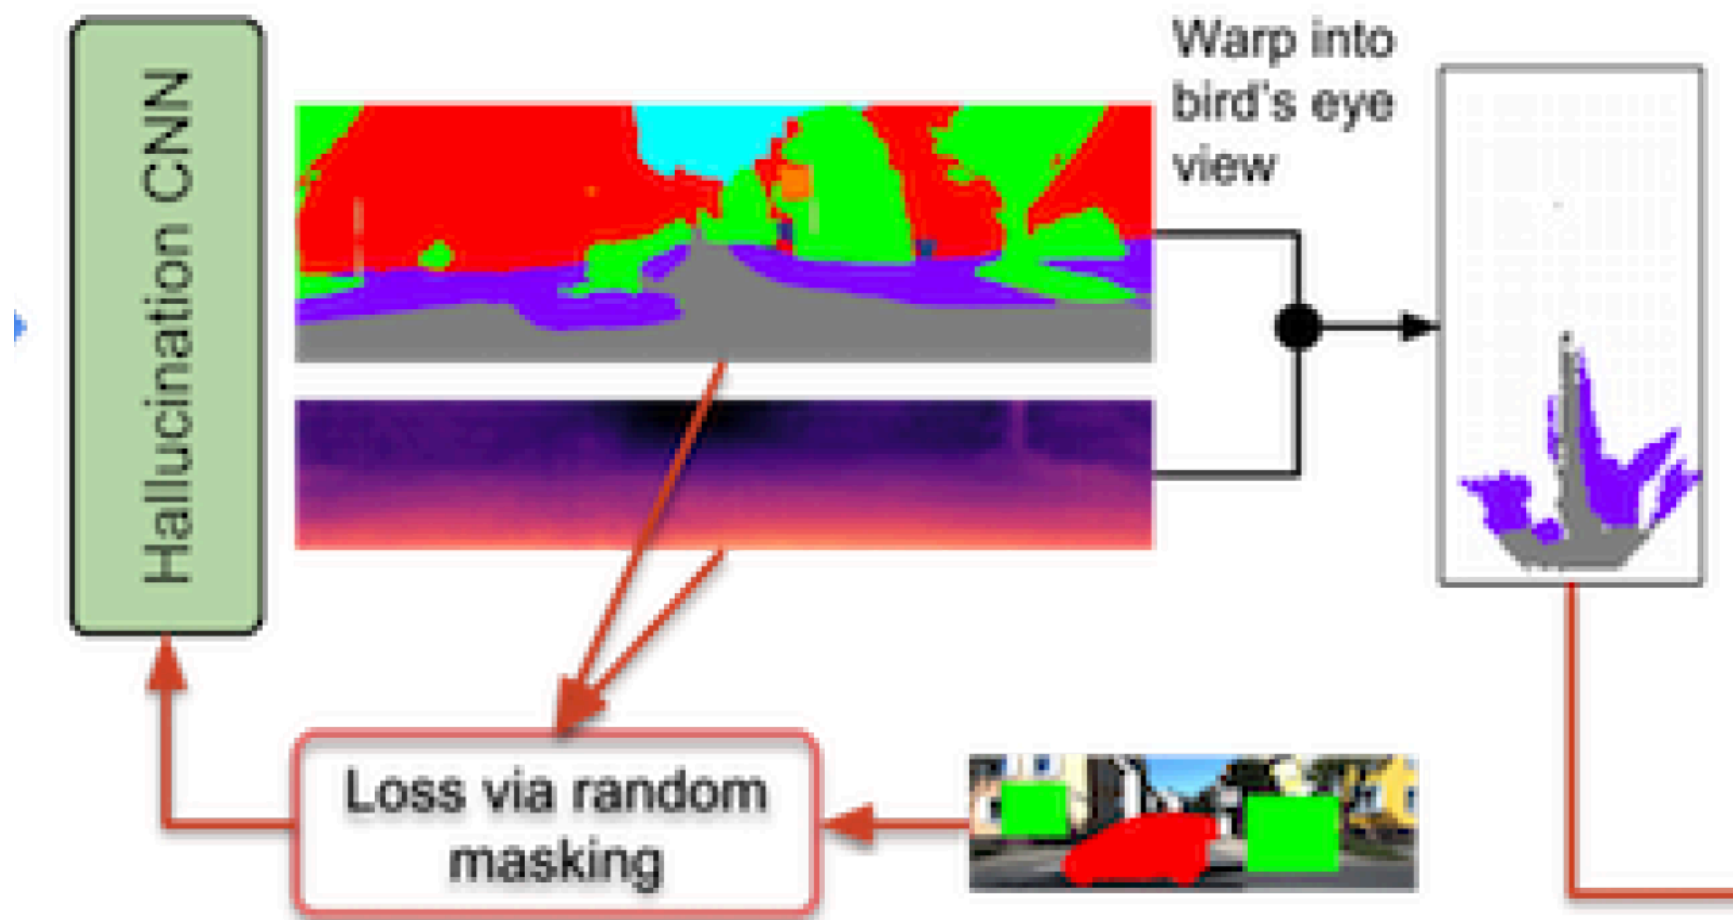 Hallucination CNN
Warp into
bird's eye
view
Loss via random
masking